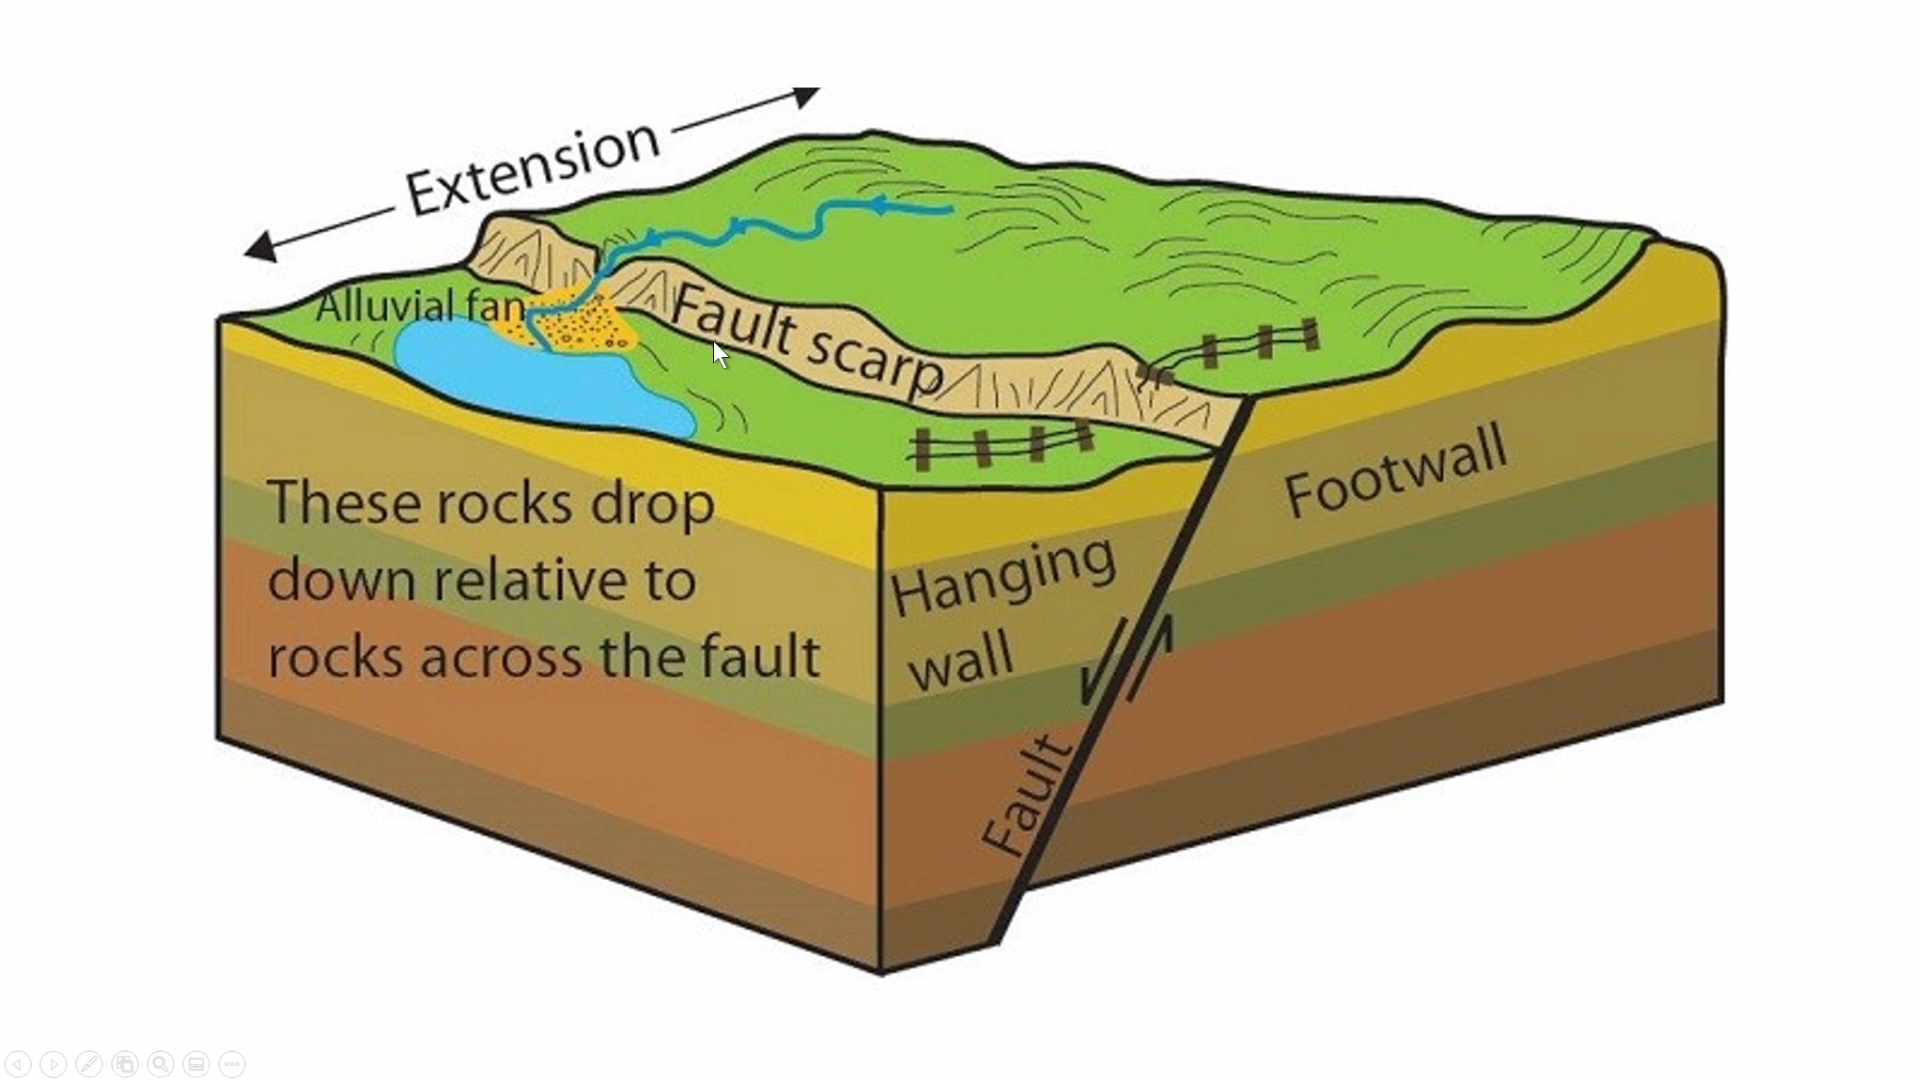 Extension
Alluvial fan
Fault scarp
Footwall
These rocks drop
down relative to
rocks across the fault
Hanging
wall
Fault